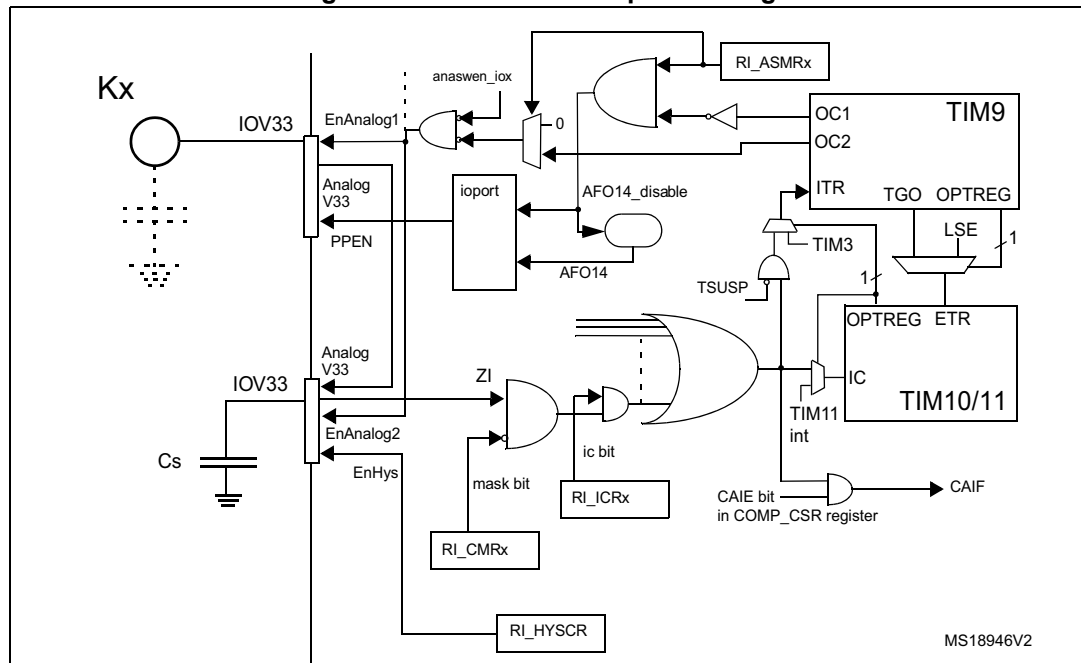 Kx
IOV33
EnAnalog1
anaswen_iox
0
RI_ASMRx
OC1
OC2
TIM9
ITR
TGO
OPTREG
LSE
1
Analog
V33
PPEN
ioport
AFO14_disable
AFO14
TIM3
TSUSP
1
OPTREG
ETR
IC
TIM10/11
TIM11
int
Analog
V33
IOV33
ZI
EnAnalog2
EnHys
Cs
mask bit
ic bit
RI_ICRx
RI_CMRx
CAIE bit
in COMP_CSR register
CAIF
RI_HYSCR
MS18946V2